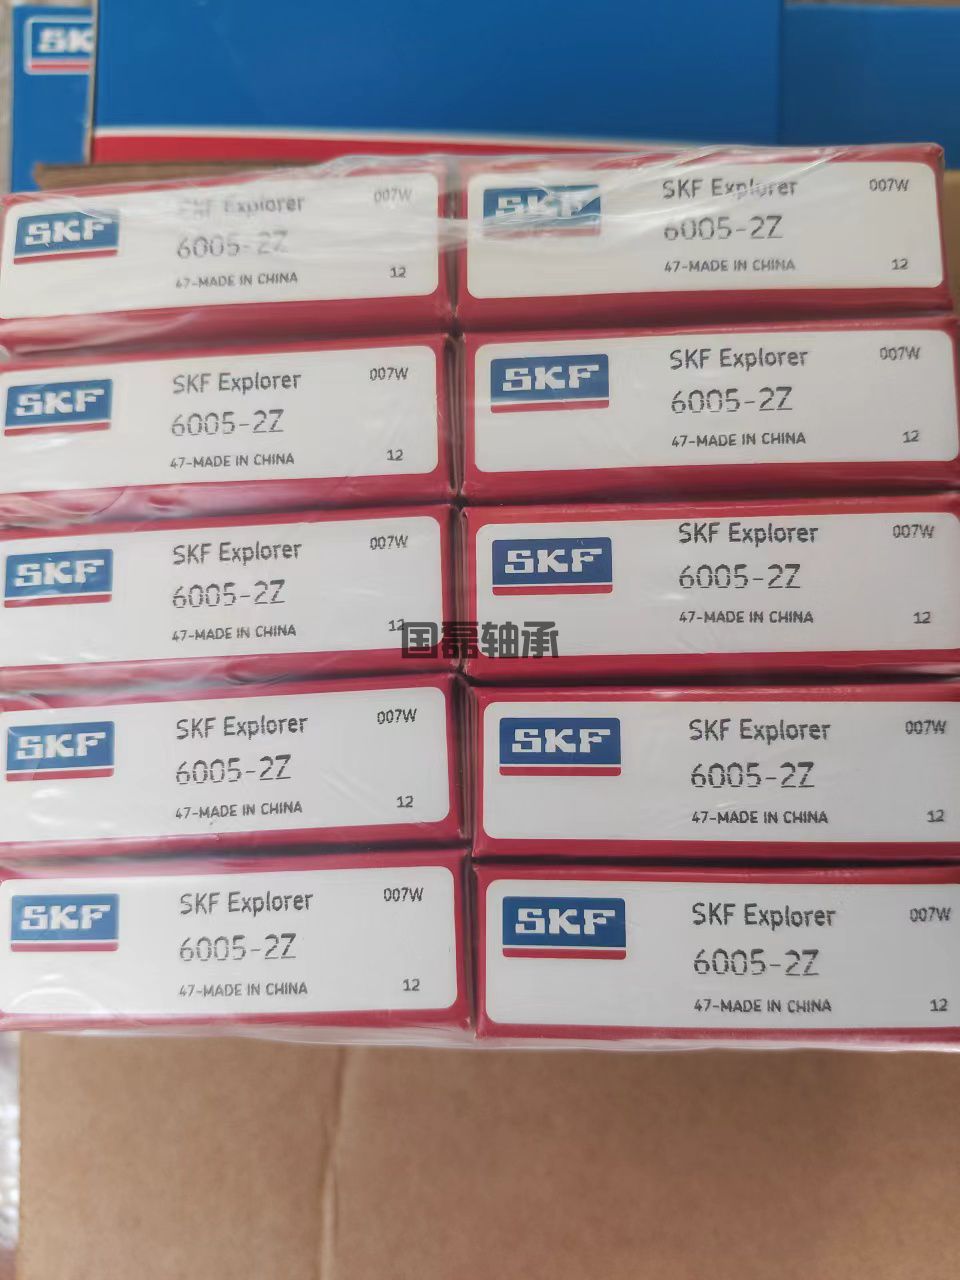 SK
SKF
SKF Explorer
007W
6005-2Z
47-MADE IN CHINA
12
SKF
SKF Explorer
007W
6005-2Z
47-MADE IN CHINA
12
SKF
SKF Explorer
007W
6005-2Z
47-MADE IN CHINA
12
SKF
SKF Explorer
007W
6005-2Z
47-MADE IN CHINA
12
SKF
SKF Explorer
007W
6005-2Z
47-MADE IN CHINA
12
SKF
SKF Explorer
007W
6005-2Z
47-MADE IN CHINA
12
国磊轴承
SKF
SKF Explorer
007W
6005-2Z
47-MADE IN CHINA
12
SKF
SKF Explorer
007W
6005-2Z
47-MADE IN CHINA
12
SKF
SKF Explorer
007W
6005-2Z
47-MADE IN CHINA
12
SKF
SKF Explorer
007W
6005-2Z
47-MADE IN CHINA
12